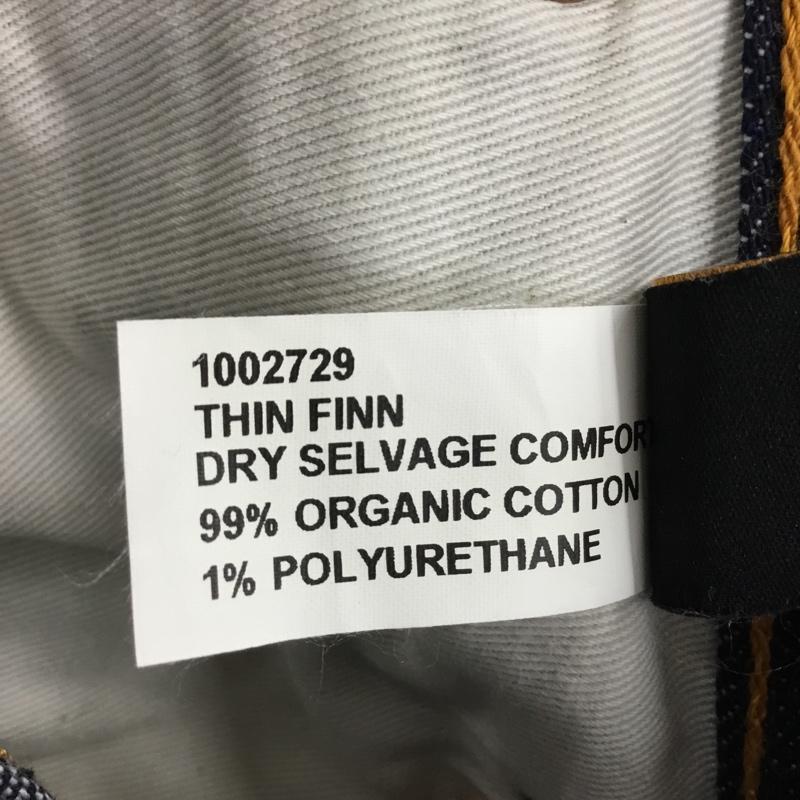 1002729
THIN FINN
DRY SELVAGE COMFOR
99% ORGANIC COTTON
1% POLYURETHANE